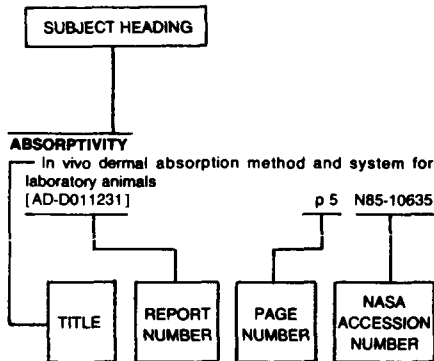 SUBJECT HEADING
ABSORPTIVITY
In vivo dermal absorption method and system for
laboratory animals
[AD-D011231] p 5 N85-10635
TITLE
REPORT
NUMBER
PAGE
NUMBER
NASA
ACCESSION
NUMBER